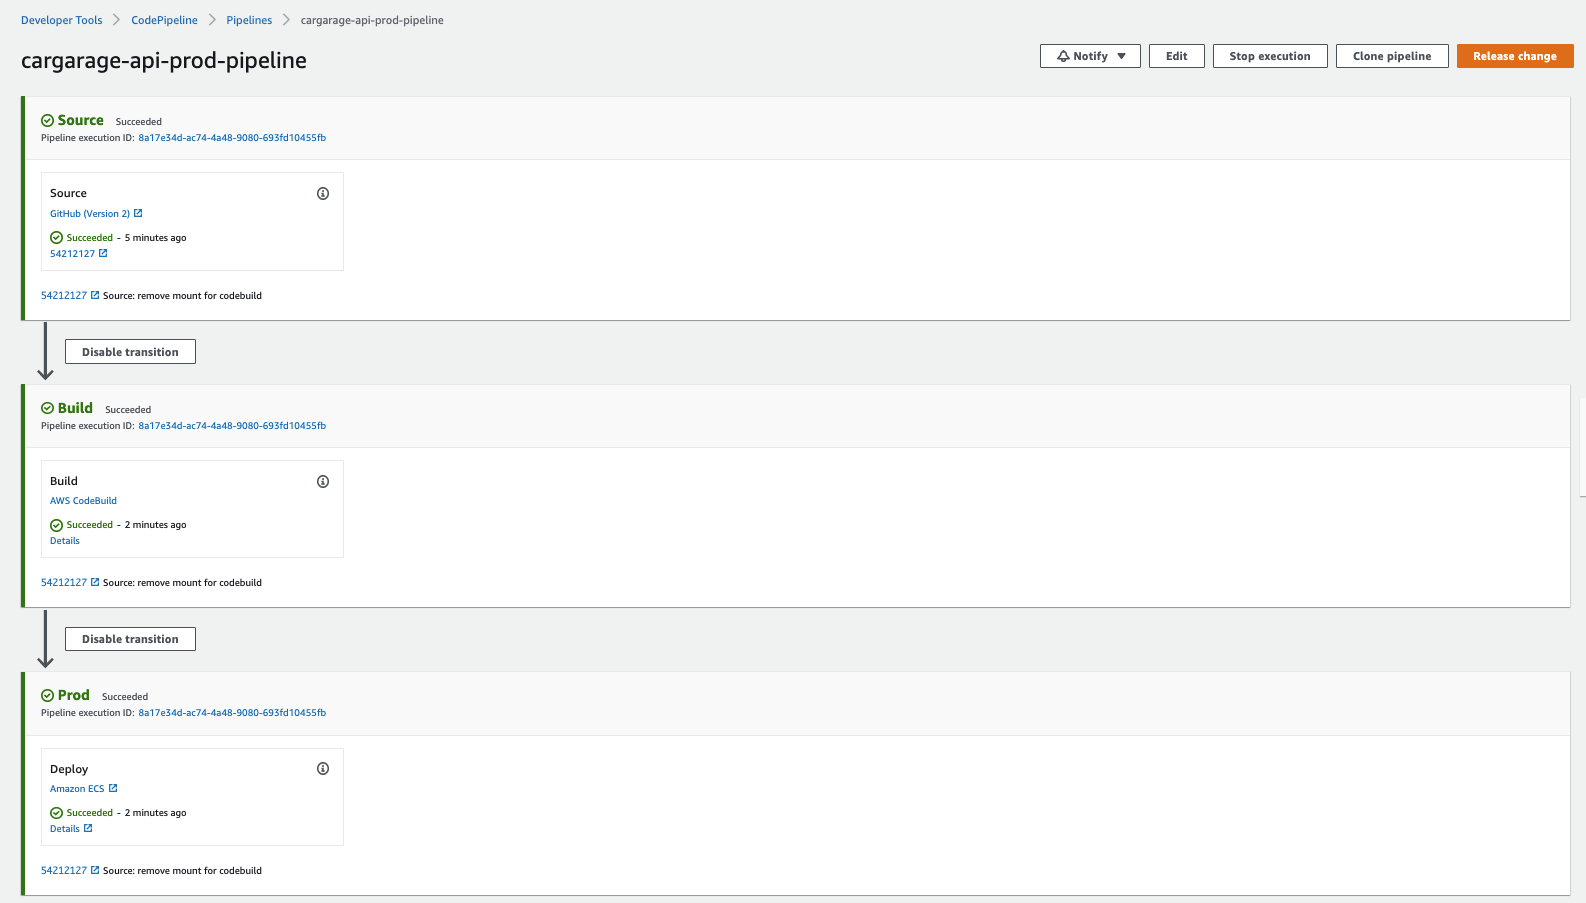 Developer Tools > CodePipeline > Pipelines > cargarage-api-prod-pipeline
cargarage-api-prod-pipeline
Notify ▼ Edit Stop execution Clone pipeline Release change
Source Succeeded
Pipeline execution ID: 8a17e34d-ac74-4a48-9080-693fd10455fb
Source
GitHub (Version 2)
Succeeded - 5 minutes ago
54212127
54212127 Source: remove mount for codebuild
Disable transition
Build Succeeded
Pipeline execution ID: 8a17e34d-ac74-4a48-9080-693fd10455fb
Build
AWS CodeBuild
Succeeded - 2 minutes ago
Details
54212127 Source: remove mount for codebuild
Disable transition
Prod Succeeded
Pipeline execution ID: 8a17e34d-ac74-4a48-9080-693fd10455fb
Deploy
Amazon ECS
Succeeded - 2 minutes ago
Details
54212127 Source: remove mount for codebuild